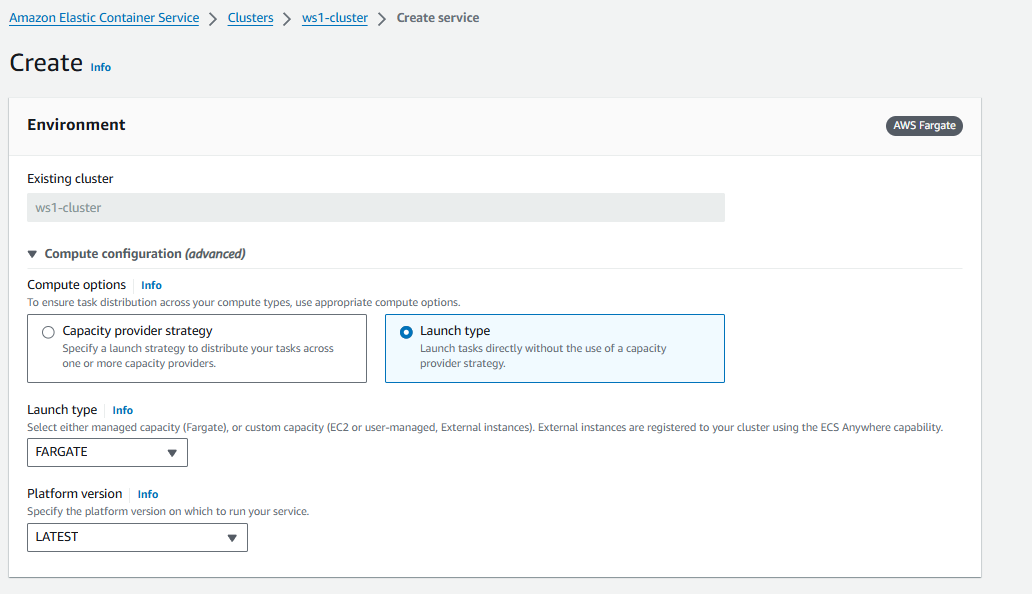 Amazon Elastic Container Service > Clusters > ws1-cluster > Create service
Create Info
Environment AWS Fargate
Existing cluster
ws1-cluster
Compute configuration (advanced)
Compute options Info
To ensure task distribution across your compute types, use appropriate compute options.
Capacity provider strategy
Specify a launch strategy to distribute your tasks across
one or more capacity providers.
Launch type
Launch tasks directly without the use of a capacity
provider strategy.
Launch type Info
Select either managed capacity (Fargate), or custom capacity (EC2 or user-managed, External instances). External instances are registered to your cluster using the ECS Anywhere capability.
FARGATE
Platform version Info
Specify the platform version on which to run your service.
LATEST